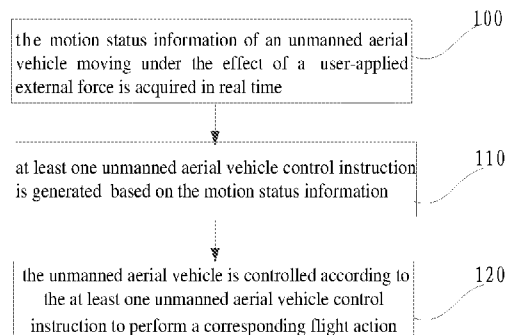 100
the motion status information of an unmanned aerial
vehicle moving under the effect of a user-applied
external force is acquired in real time
110
at least one unmanned aerial vehicle control instruction
is generated based on the motion status information
120
the unmanned aerial vehicle is controlled according to
the at least one unmanned aerial vehicle control
instruction to perform a corresponding flight action